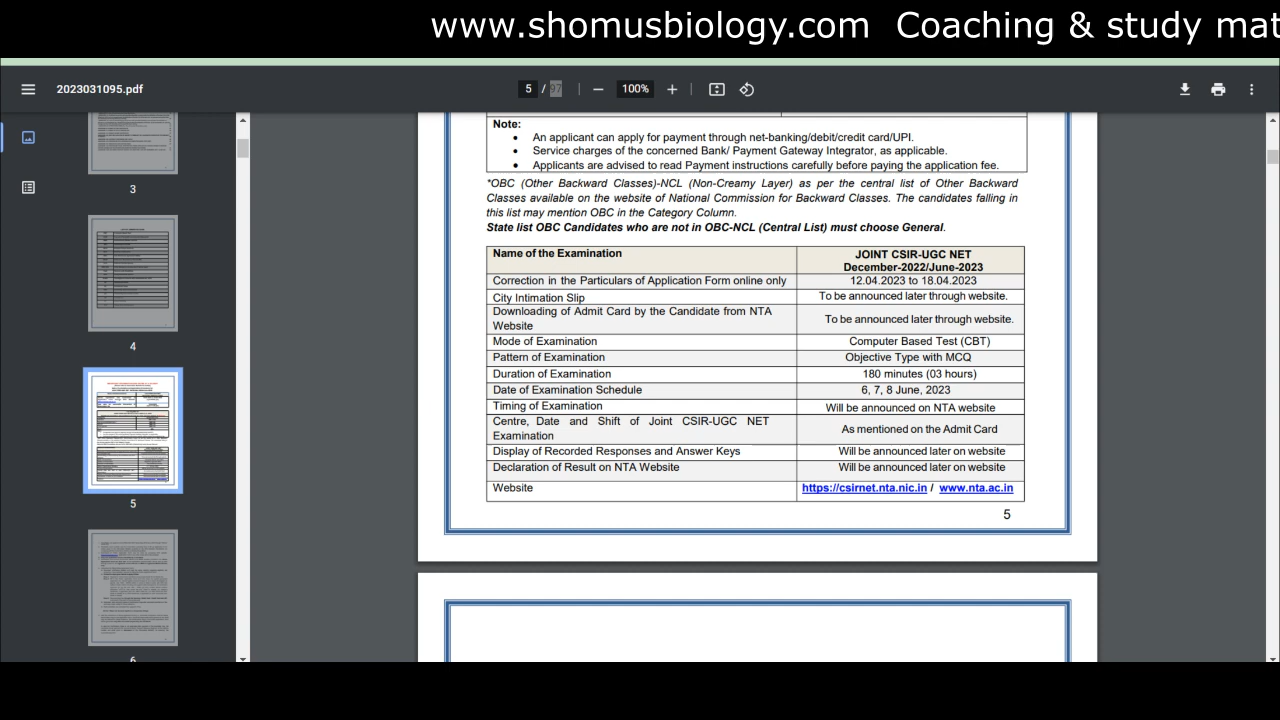 www.shomusbiology.com Coaching & study mat
2023031095.pdf
5 / 97
100%
3
4
5
6
Note:
• An applicant can apply for payment through net-banking/debit/credit card/UPI.
• Service charges of the concerned Bank/ Payment Gateway Integrator, as applicable.
• Applicants are advised to read Payment instructions carefully before paying the application fee.
*OBC (Other Backward Classes)-NCL (Non-Creamy Layer) as per the central list of Other Backward
Classes available on the website of National Commission for Backward Classes. The candidates falling in
this list may mention OBC in the Category Column.
State list OBC Candidates who are not in OBC-NCL (Central List) must choose General.
Name of the Examination JOINT CSIR-UGC NET
December-2022/June-2023
Correction in the Particulars of Application Form online only 12.04.2023 to 18.04.2023
City Intimation Slip To be announced later through website.
Downloading of Admit Card by the Candidate from NTA
Website To be announced later through website.
Mode of Examination Computer Based Test (CBT)
Pattern of Examination Objective Type with MCQ
Duration of Examination 180 minutes (03 hours)
Date of Examination Schedule 6, 7, 8 June, 2023
Timing of Examination Will be announced on NTA website
Centre, Date and Shift of Joint CSIR-UGC NET
Examination As mentioned on the Admit Card
Display of Recorded Responses and Answer Keys Will be announced later on website
Declaration of Result on NTA Website Will be announced later on website
Website https://csirnet.nta.nic.in / www.nta.ac.in
5